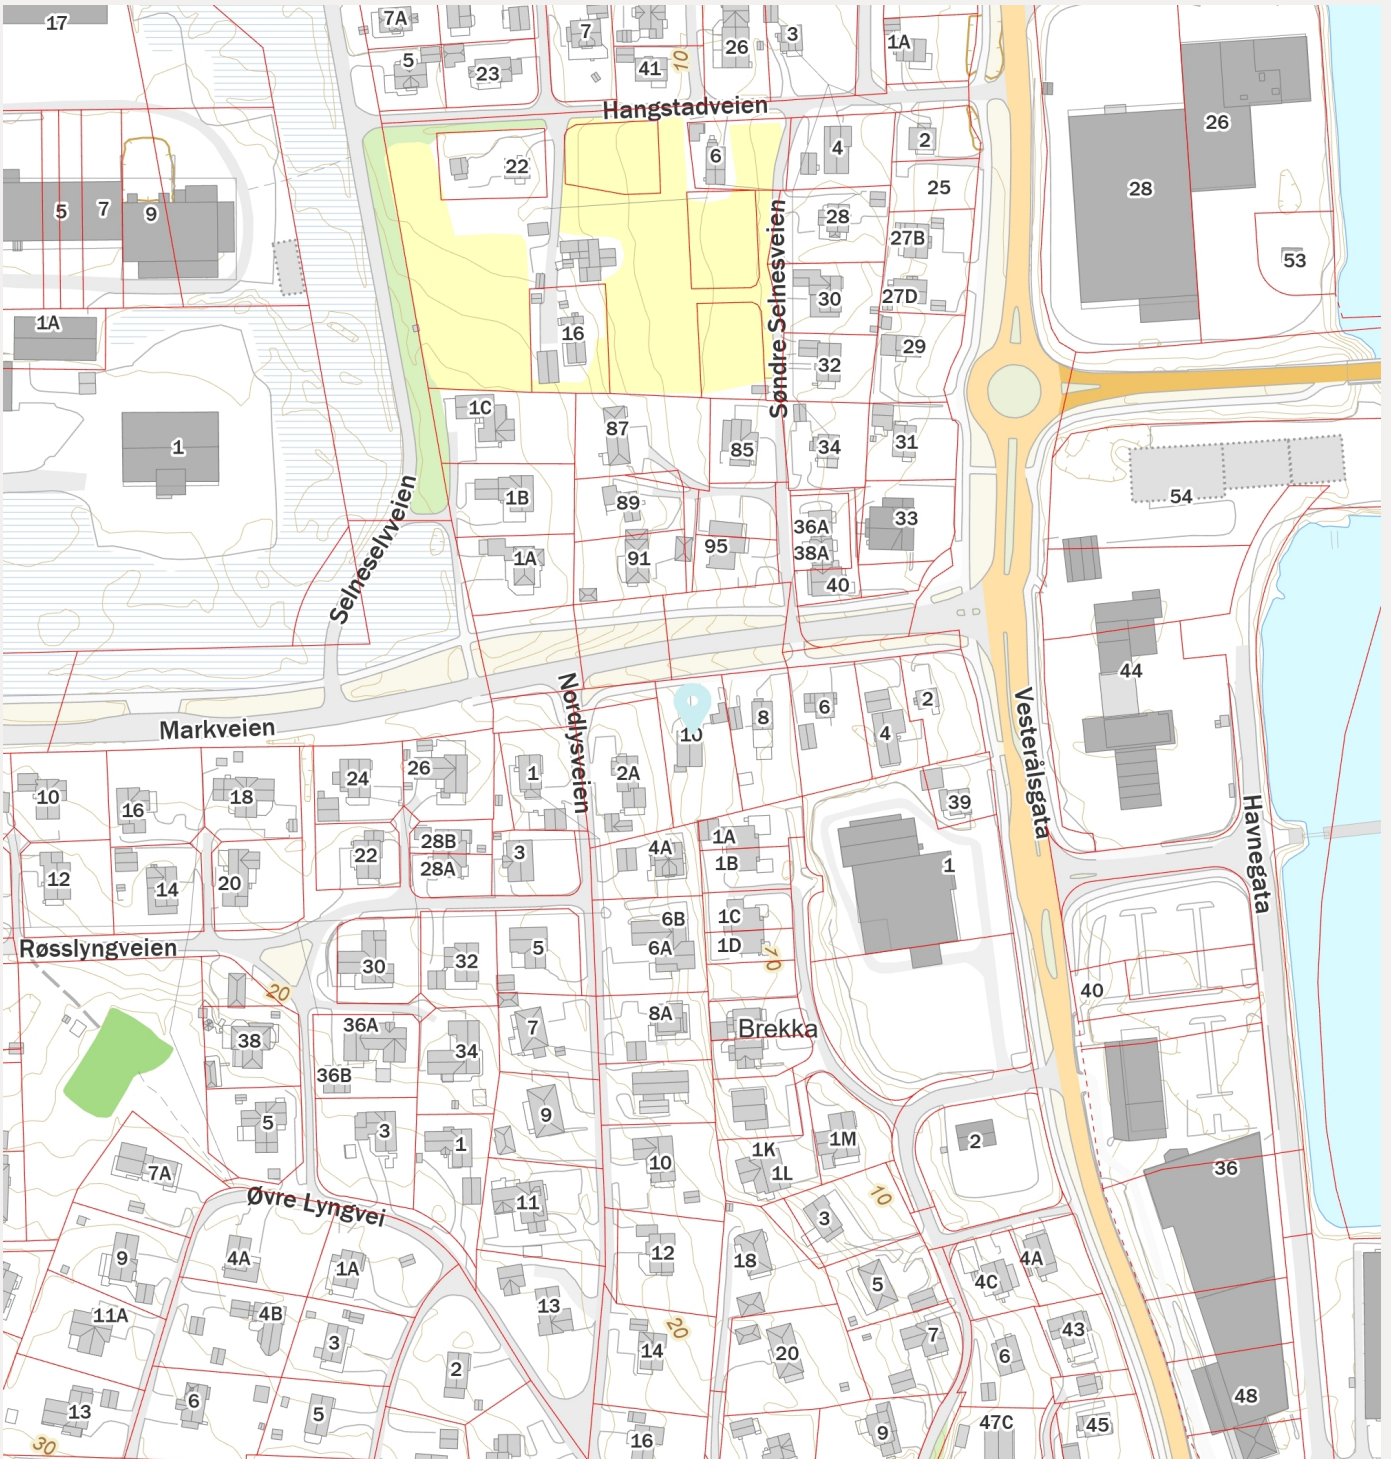 17
7A
7
26
3
1A
5
23
41
10
Hangstadveien
26
28
22
6
4
2
25
5
7
9
28
27B
53
30
27D
1A
16
Søndre Selnesveien
29
32
1C
87
85
34
31
1
54
1B
89
36A
33
Selneselvveien
1A
91
95
38A
40
44
Nordlysveien
Markveien
10
8
6
4
2
Vesterålsgata
10
16
18
24
26
1
2A
39
Havnegata
12
14
20
22
28B
28A
3
4A
1A
1B
1
Røsslyngveien
30
32
5
6B
6A
1C
1D
10
20
40
38
36A
36B
34
7
8A
Brekka
5
3
1
9
10
1K
1L
1M
2
36
7A
Øvre Lyngvei
11
3
10
9
4A
1A
12
18
5
4C
4A
11A
4B
3
13
14
20
20
7
6
43
13
6
5
2
16
9
47C
45
48
30